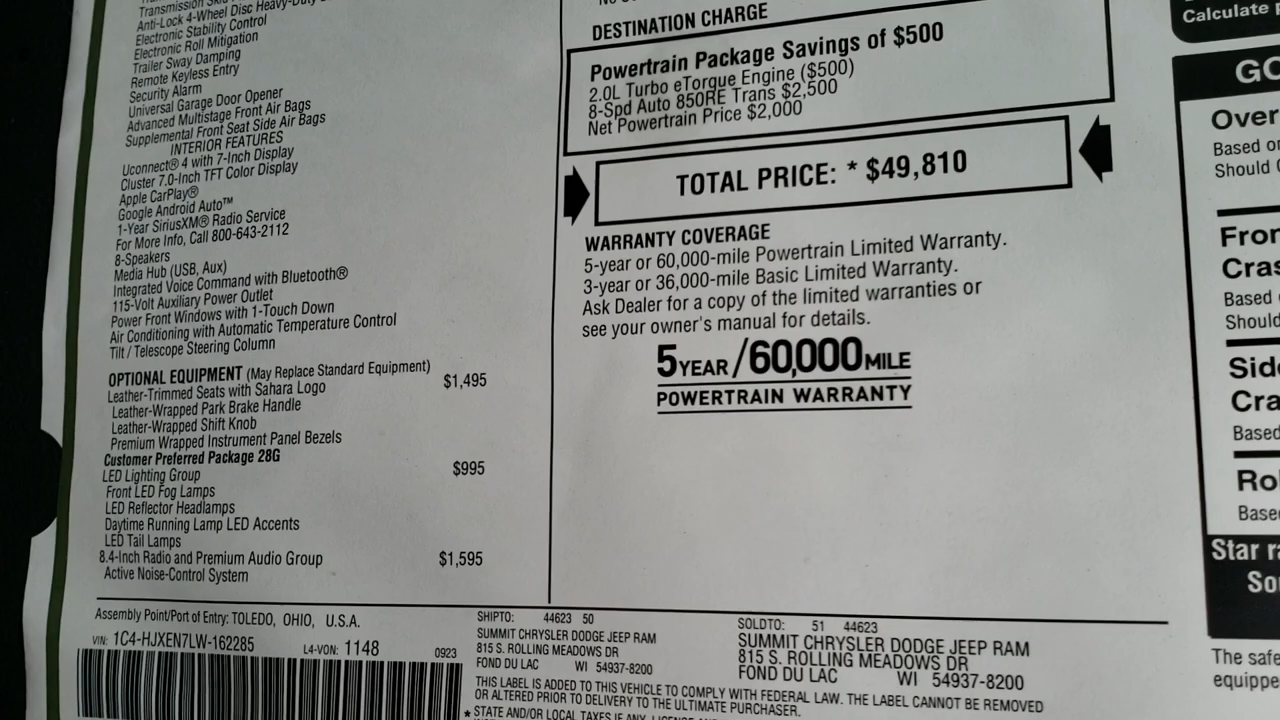 Transmission Skid
Anti-Lock 4-Wheel Disc Heavy-Duty
Electronic Stability Control
Electronic Roll Mitigation
Trailer Sway Damping
Remote Keyless Entry
Security Alarm
Universal Garage Door Opener
Advanced Multistage Front Air Bags
Supplemental Front Seat Side Air Bags
INTERIOR FEATURES
Uconnect® 4 with 7-Inch Display
Cluster 7.0-Inch TFT Color Display
Apple CarPlay®
Google Android Auto™
1-Year SiriusXM® Radio Service
For More Info, Call 800-643-2112
8-Speakers
Media Hub (USB, Aux)
Integrated Voice Command with Bluetooth®
115-Volt Auxiliary Power Outlet
Power Front Windows with 1-Touch Down
Air Conditioning with Automatic Temperature Control
Tilt / Telescope Steering Column
OPTIONAL EQUIPMENT (May Replace Standard Equipment)
Leather-Trimmed Seats with Sahara Logo $1,495
Leather-Wrapped Park Brake Handle
Leather-Wrapped Shift Knob
Premium Wrapped Instrument Panel Bezels
Customer Preferred Package 28G
LED Lighting Group $995
Front LED Fog Lamps
LED Reflector Headlamps
Daytime Running Lamp LED Accents
LED Tail Lamps
8.4-Inch Radio and Premium Audio Group $1,595
Active Noise-Control System
DESTINATION CHARGE
Powertrain Package Savings of $500
2.0L Turbo eTorque Engine ($500)
8-Spd Auto 850RE Trans $2,500
Net Powertrain Price $2,000
TOTAL PRICE: * $49,810
WARRANTY COVERAGE
5-year or 60,000-mile Powertrain Limited Warranty.
3-year or 36,000-mile Basic Limited Warranty.
Ask Dealer for a copy of the limited warranties or
see your owner's manual for details.
5 YEAR / 60,000 MILE
POWERTRAIN WARRANTY
Assembly Point/Port of Entry: TOLEDO, OHIO, U.S.A.
VIN: 1C4-HJXEN7LW-162285 L4-VON: 1148 0923
SHIPTO: 44623 50
SUMMIT CHRYSLER DODGE JEEP RAM
815 S. ROLLING MEADOWS DR
FOND DU LAC WI 54937-8200
SOLDTO: 51 44623
SUMMIT CHRYSLER DODGE JEEP RAM
815 S. ROLLING MEADOWS DR
FOND DU LAC WI 54937-8200
THIS LABEL IS ADDED TO THIS VEHICLE TO COMPLY WITH FEDERAL LAW. THE LABEL CANNOT BE REMOVED
OR ALTERED PRIOR TO DELIVERY TO THE ULTIMATE PURCHASER.
* STATE AND/OR LOCAL TAXES IF ANY,
Calculate
GO
Over
Based
Should
Fron
Cras
Based
Should
Side
Cra
Based
Rol
Base
Star
So
The safe
equippe